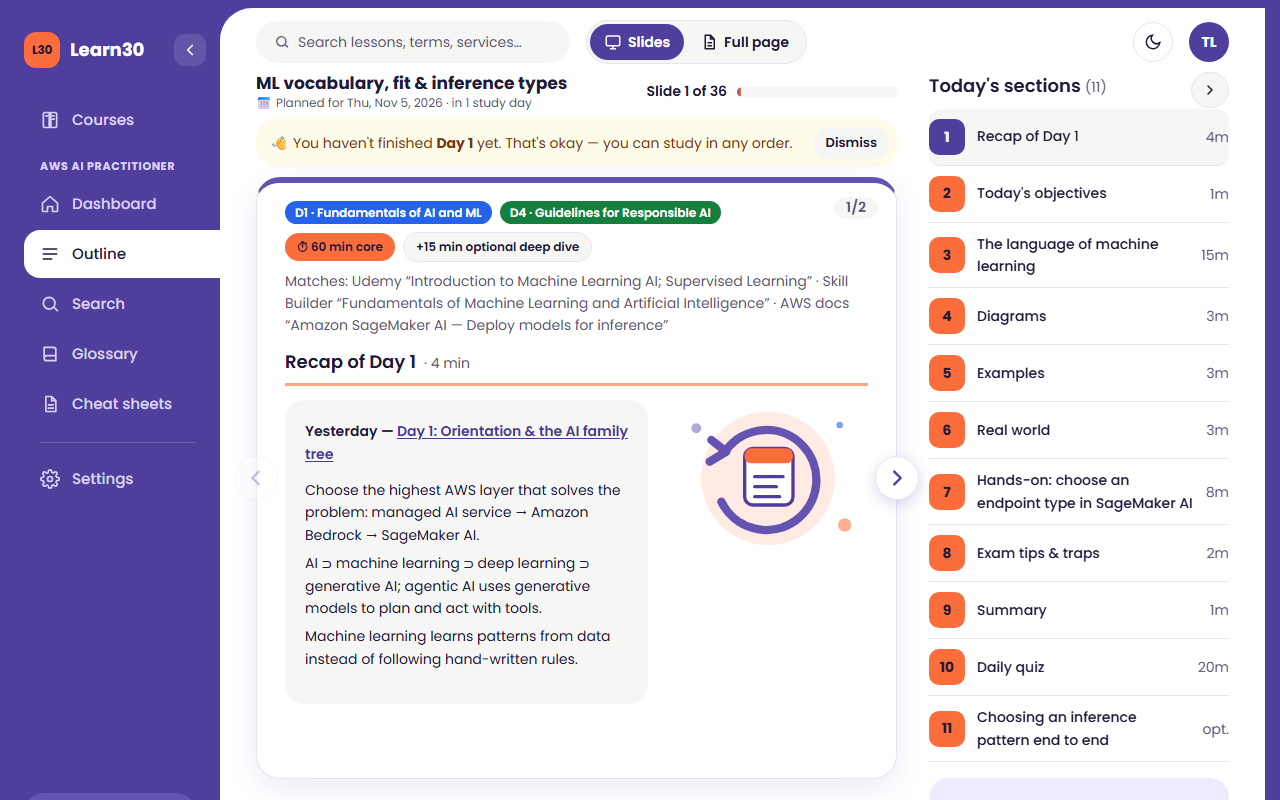 L30 Learn30
Courses
AWS AI PRACTITIONER
Dashboard
Outline
Search
Glossary
Cheat sheets
Settings
Search lessons, terms, services...
Slides
Full page
TL
ML vocabulary, fit & inference types
Planned for Thu, Nov 5, 2026 · in 1 study day
Slide 1 of 36
You haven't finished Day 1 yet. That's okay — you can study in any order.
Dismiss
D1 · Fundamentals of AI and ML
D4 · Guidelines for Responsible AI
1/2
60 min core
+15 min optional deep dive
Matches: Udemy “Introduction to Machine Learning AI; Supervised Learning” · Skill
Builder “Fundamentals of Machine Learning and Artificial Intelligence” · AWS docs
“Amazon SageMaker AI — Deploy models for inference”
Recap of Day 1 · 4 min
Yesterday — Day 1: Orientation & the AI family
tree
Choose the highest AWS layer that solves the
problem: managed AI service → Amazon
Bedrock → SageMaker AI.
AI ⊃ machine learning ⊃ deep learning ⊃
generative AI; agentic AI uses generative
models to plan and act with tools.
Machine learning learns patterns from data
instead of following hand-written rules.
Today's sections (11)
1 Recap of Day 1 4m
2 Today's objectives 1m
3 The language of machine
learning 15m
4 Diagrams 3m
5 Examples 3m
6 Real world 3m
7 Hands-on: choose an
endpoint type in SageMaker AI 8m
8 Exam tips & traps 2m
9 Summary 1m
10 Daily quiz 20m
11 Choosing an inference
pattern end to end opt.